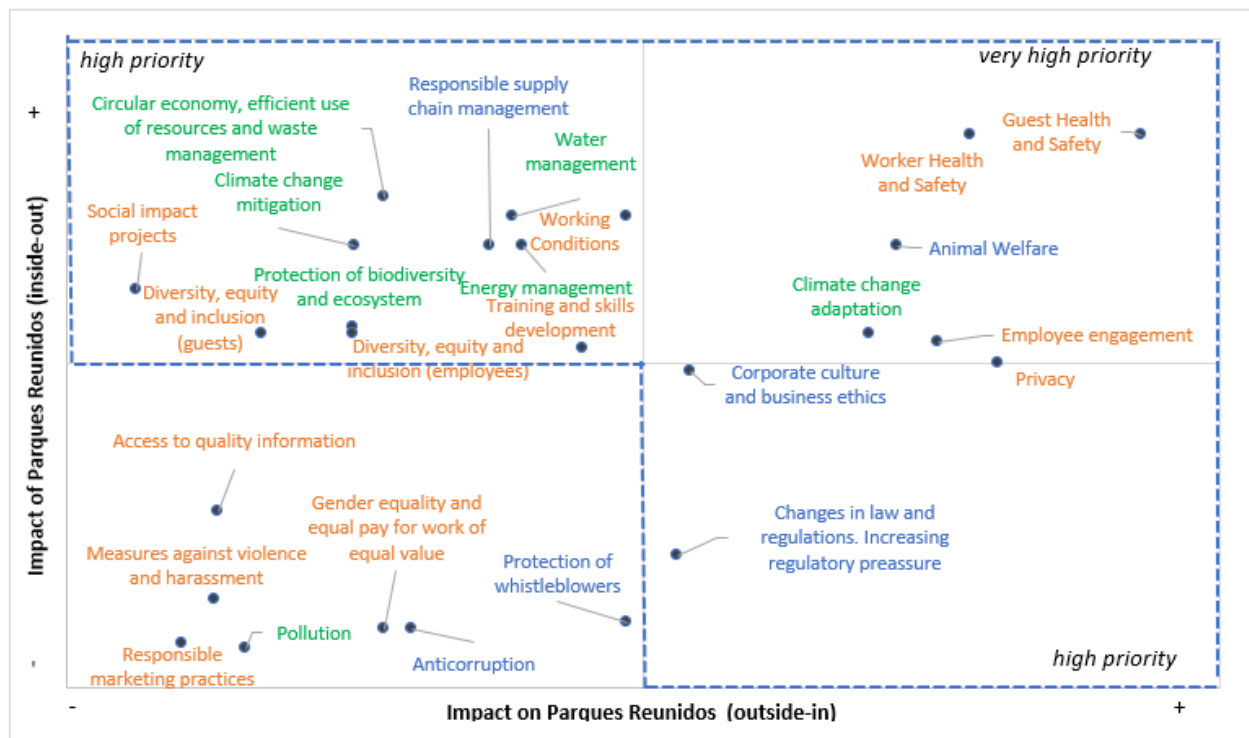 high priority
very high priority
+
Circular economy, efficient use
of resources and waste
management
Responsible supply
chain management
Water
management
Guest Health
and Safety
Worker Health
and Safety
Climate change
mitigation
Social impact
projects
Working
Conditions
Animal Welfare
Protection of biodiversity
and ecosystem
Energy management
Climate change
adaptation
Diversity, equity
and inclusion
(guests)
Training and skills
development
Employee engagement
Diversity, equity and
inclusion (employees)
Corporate culture
and business ethics
Privacy
Impact of Parques Reunidos (inside-out)
Access to quality information
Gender equality and
equal pay for work of
equal value
Changes in law and
regulations. Increasing
regulatory preassure
Measures against violence
and harassment
Protection of
whistleblowers
Pollution
Anticorruption
Responsible
marketing practices
high priority
-
-
Impact on Parques Reunidos (outside-in)
+